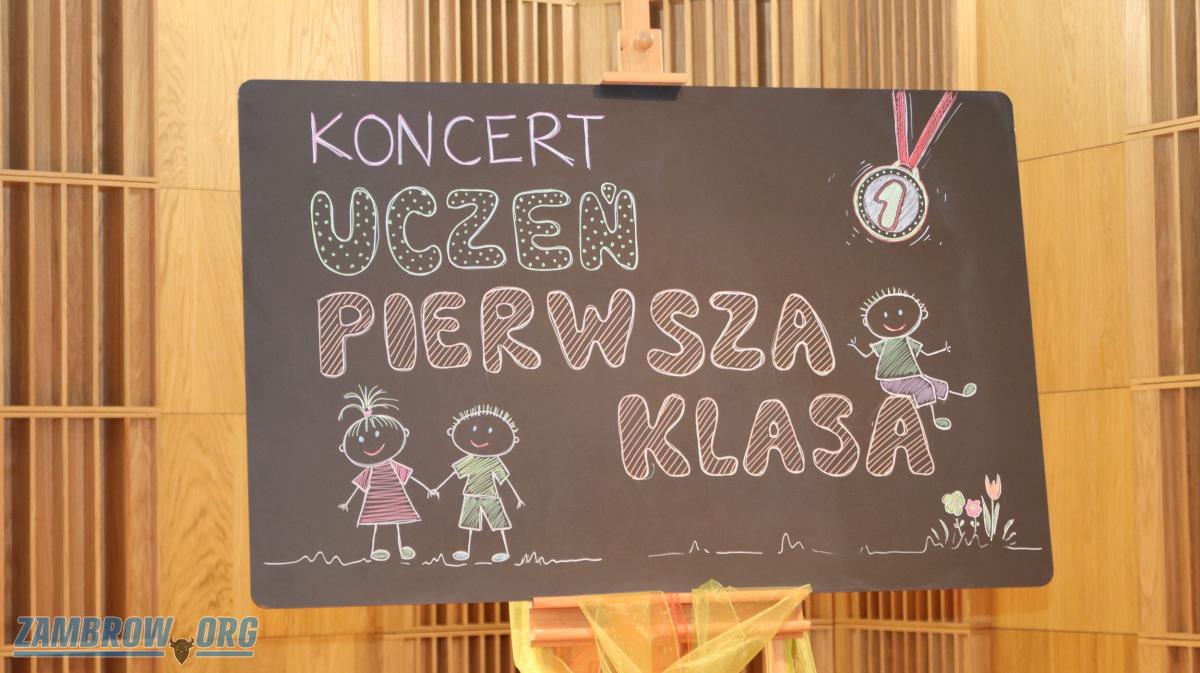 KONCERT
UCZEŃ
PIERWSZA
KLASA
1
ZAMBROW.ORG